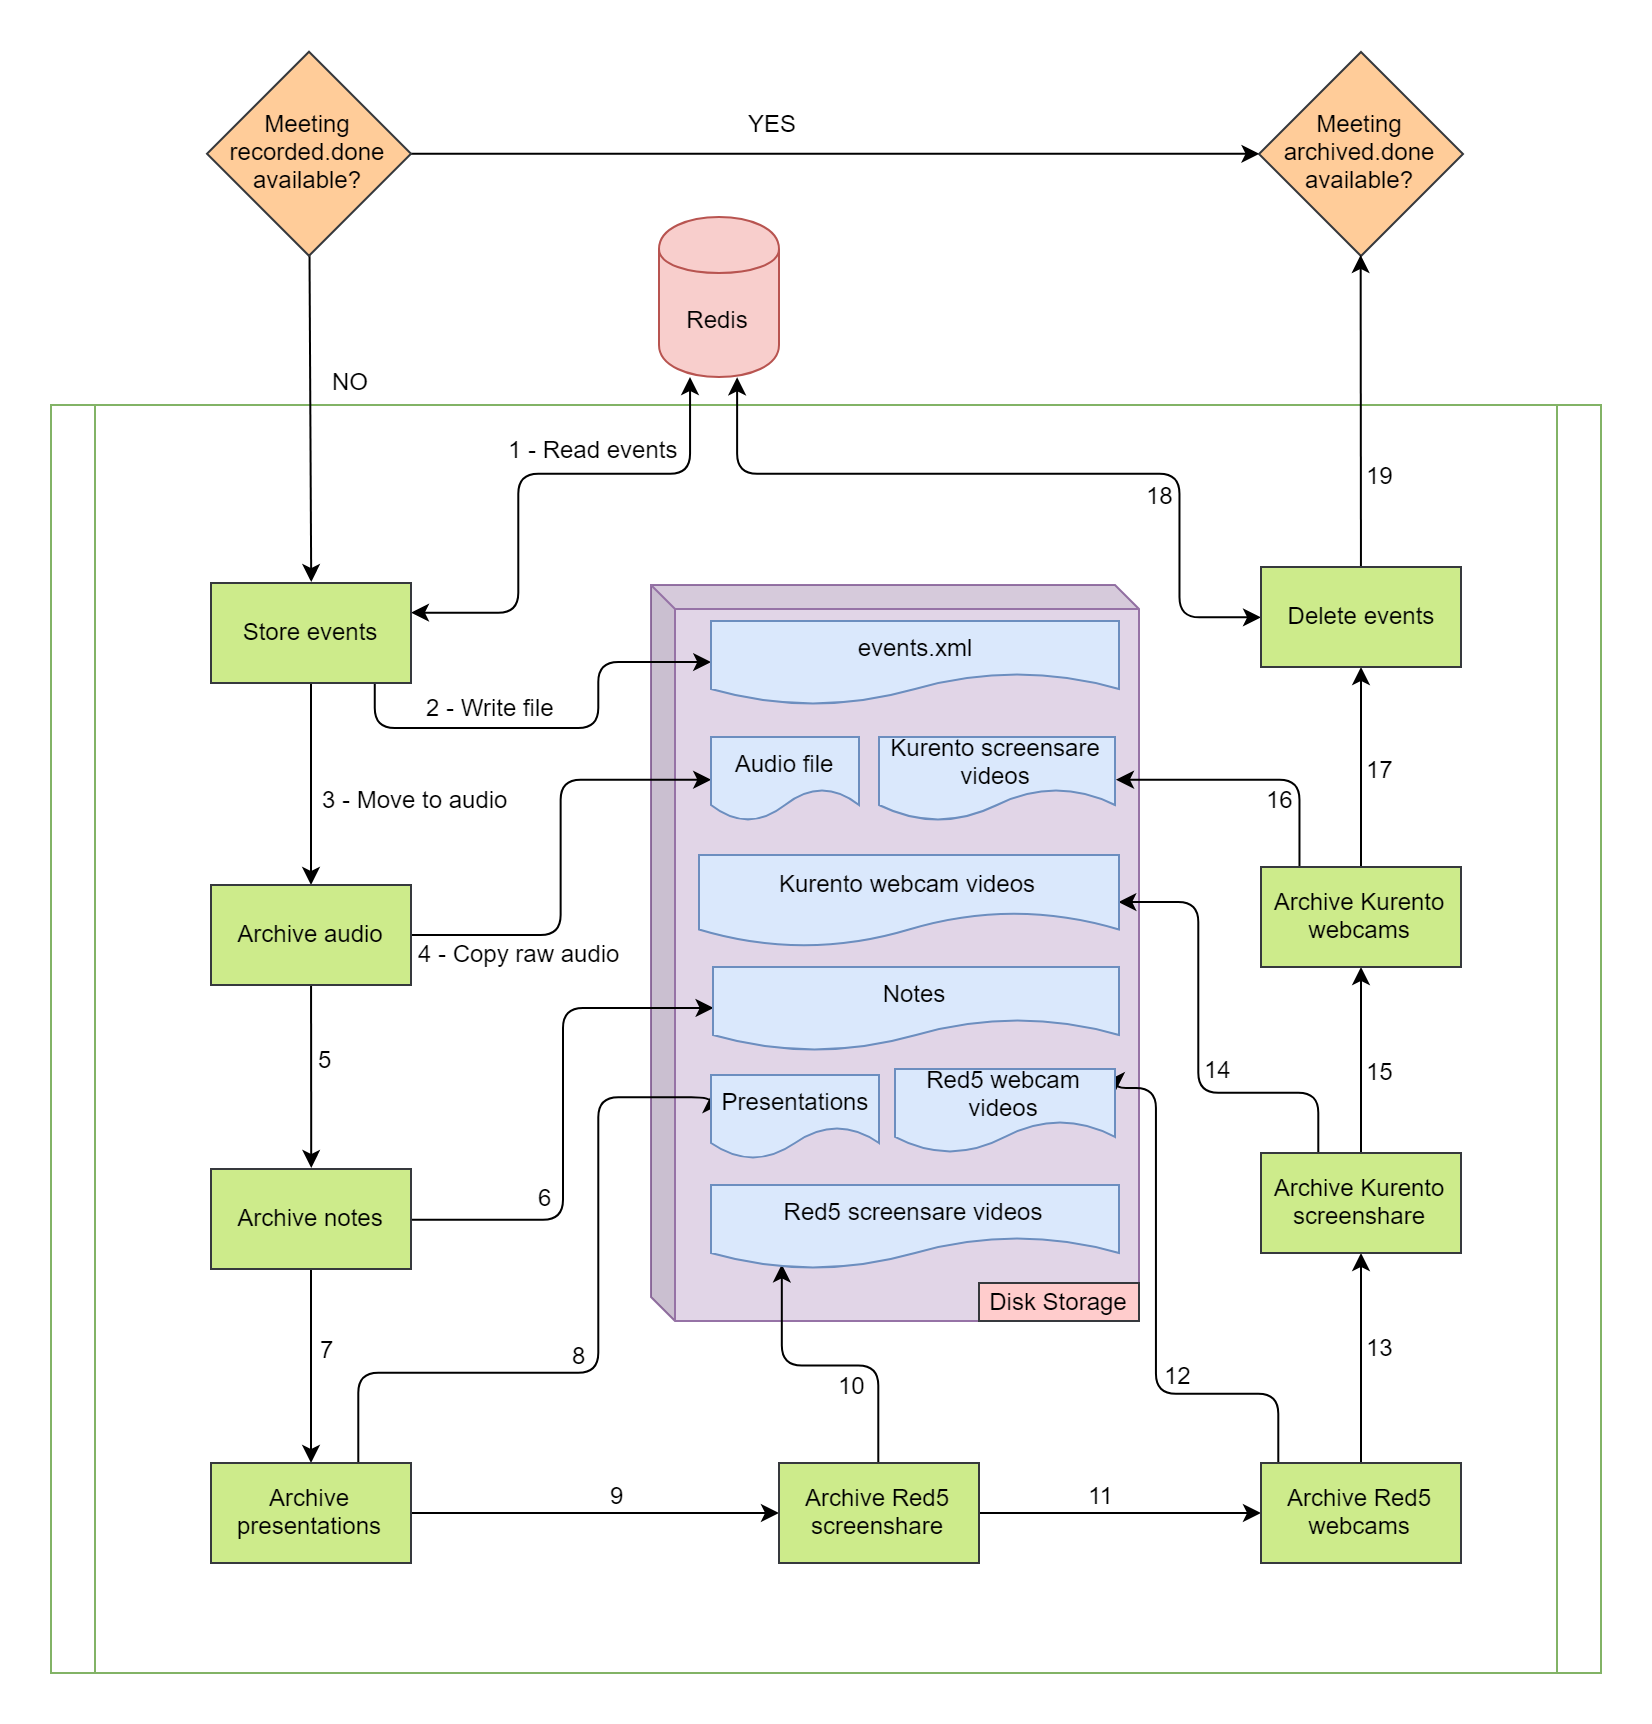 Meeting
recorded.done
available?
YES
Meeting
archived.done
available?
Redis
NO
1 - Read events
18
19
Store events
Delete events
events.xml
2 - Write file
Audio file
Kurento screensare
videos
3 - Move to audio
16
17
Kurento webcam videos
Archive audio
4 - Copy raw audio
Archive Kurento
webcams
Notes
5
14
15
Presentations
Red5 webcam
videos
6
Archive notes
Red5 screensare videos
Archive Kurento
screenshare
Disk Storage
7
8
10
12
13
Archive
presentations
9
Archive Red5
screenshare
11
Archive Red5
webcams